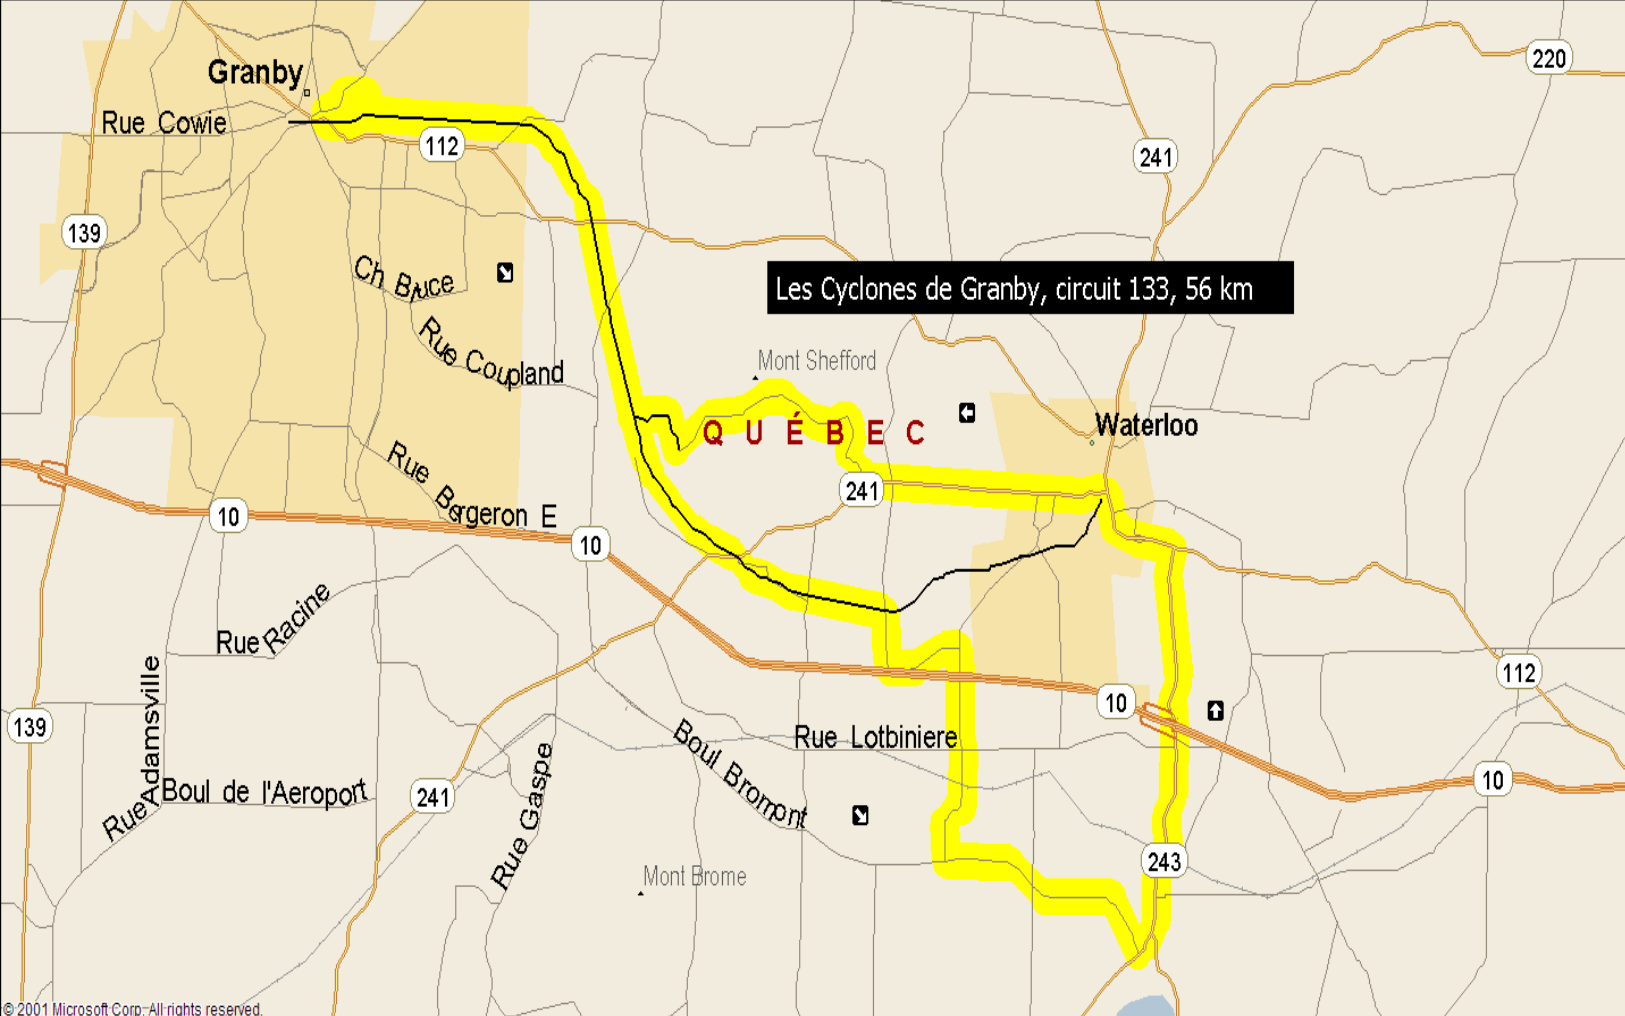 220
Granby
Rue Cowie
112
241
139
Ch Bruce
Les Cyclones de Granby, circuit 133, 56 km
Rue Coupland
Mont Shefford
QUÉBEC
Waterloo
Rue Bergeron E
241
10
10
Rue Racine
112
Rue Adamsville
10
139
Boul Bromont
Rue Lotbiniere
10
Boul de l'Aeroport
241
Rue Gaspe
243
Mont Brome
© 2001 Microsoft Corp. All rights reserved.